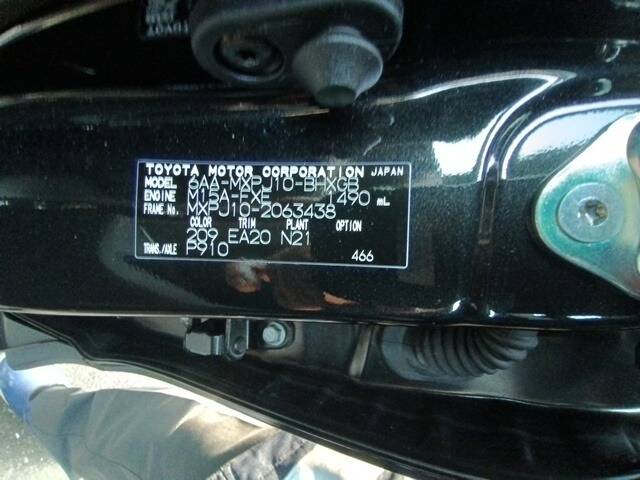 TOYOTA MOTOR CORPORATION JAPAN
MODEL 6AA-MXPJ10-BHXGB
ENGINE M15A-FXE 1490 mL
FRAME No. MXPJ10-2063438
COLOR TRIM PLANT OPTION
209 EA20 N21
TRANS./AXLE P910 466